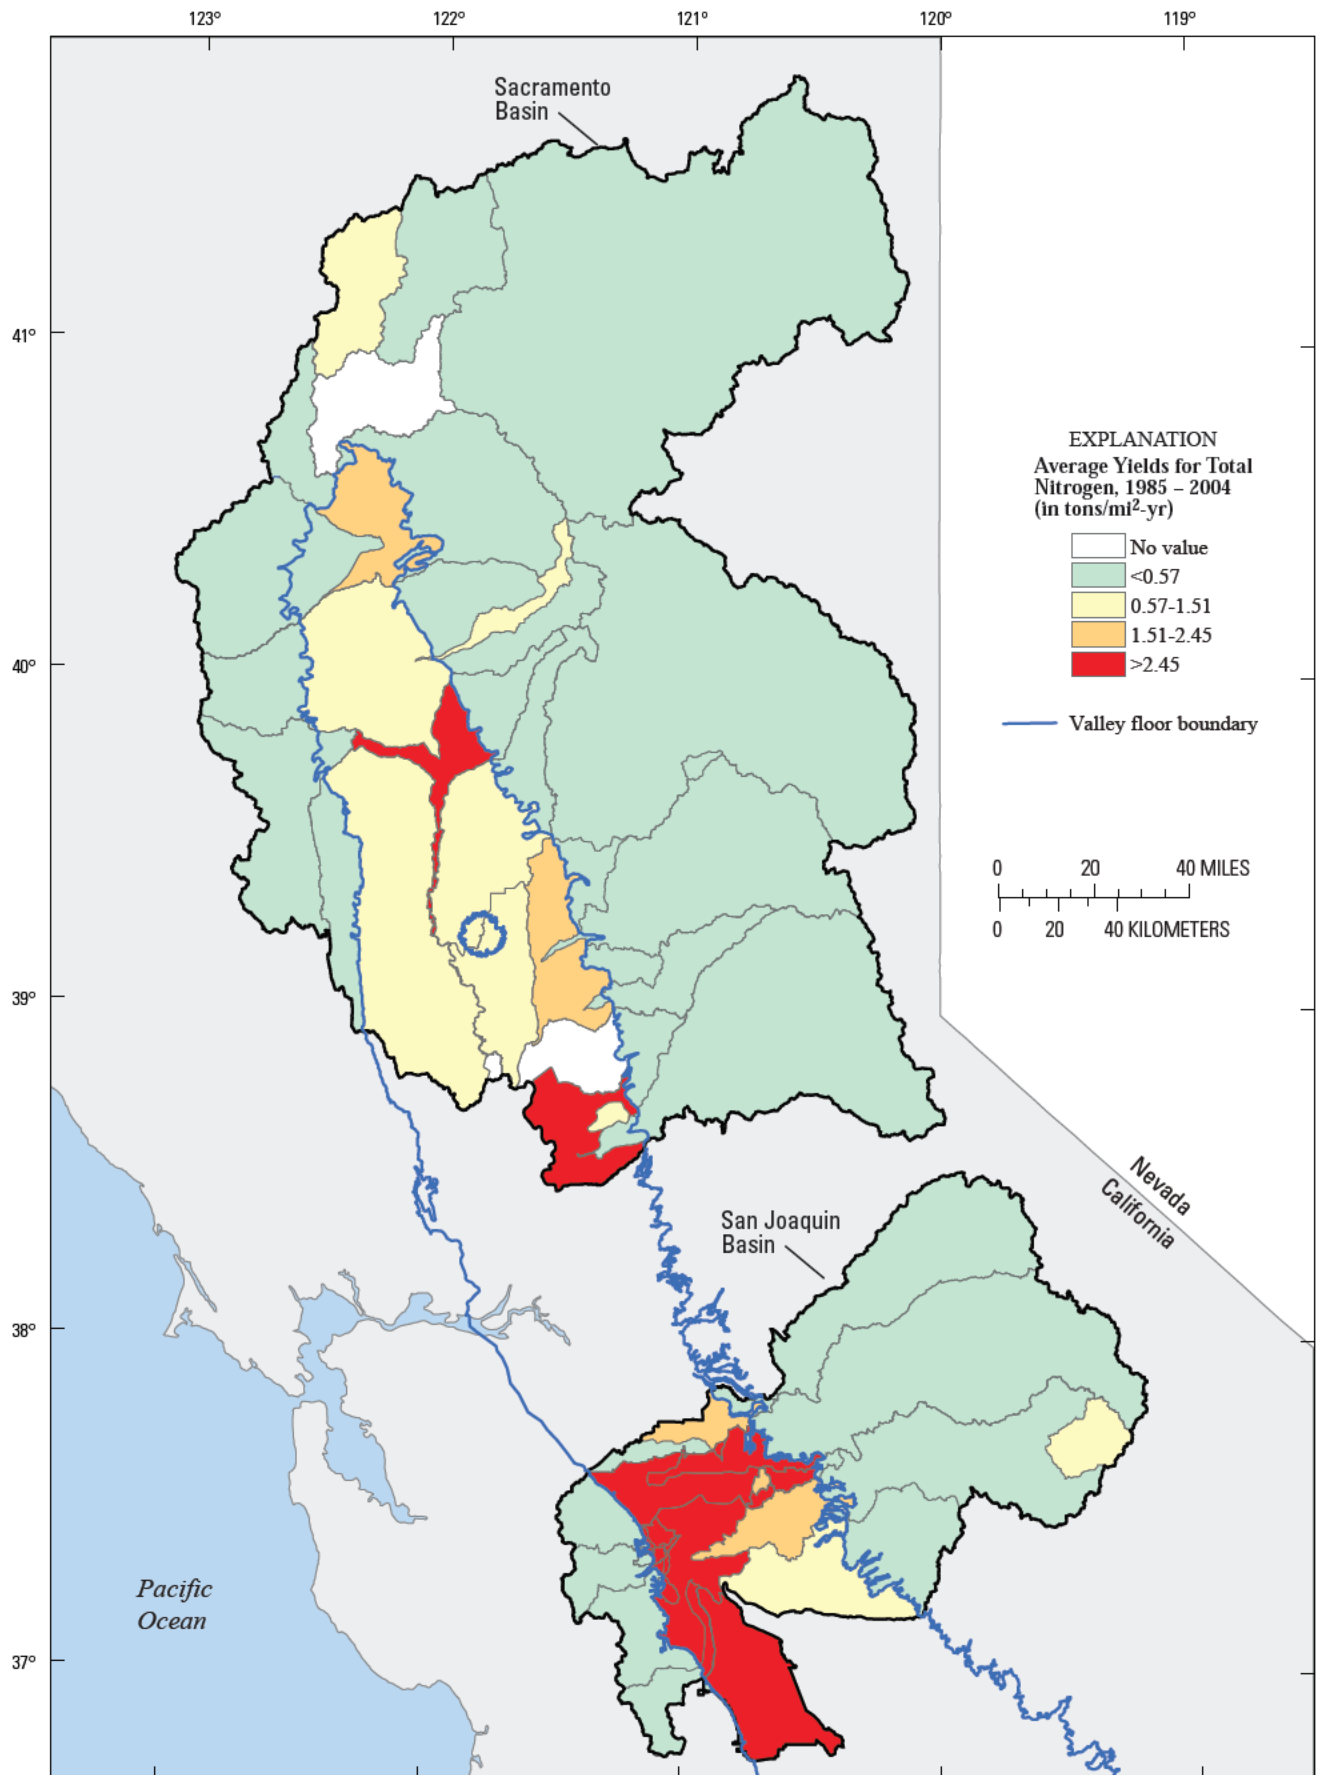 123°
122°
121°
120°
119°
Sacramento
Basin
41°
EXPLANATION
Average Yields for Total
Nitrogen, 1985 – 2004
(in tons/mi²-yr)
No value
<0.57
0.57-1.51
1.51-2.45
>2.45
40°
Valley floor boundary
0 20 40 MILES
0 20 40 KILOMETERS
39°
Nevada
California
San Joaquin
Basin
38°
Pacific
Ocean
37°